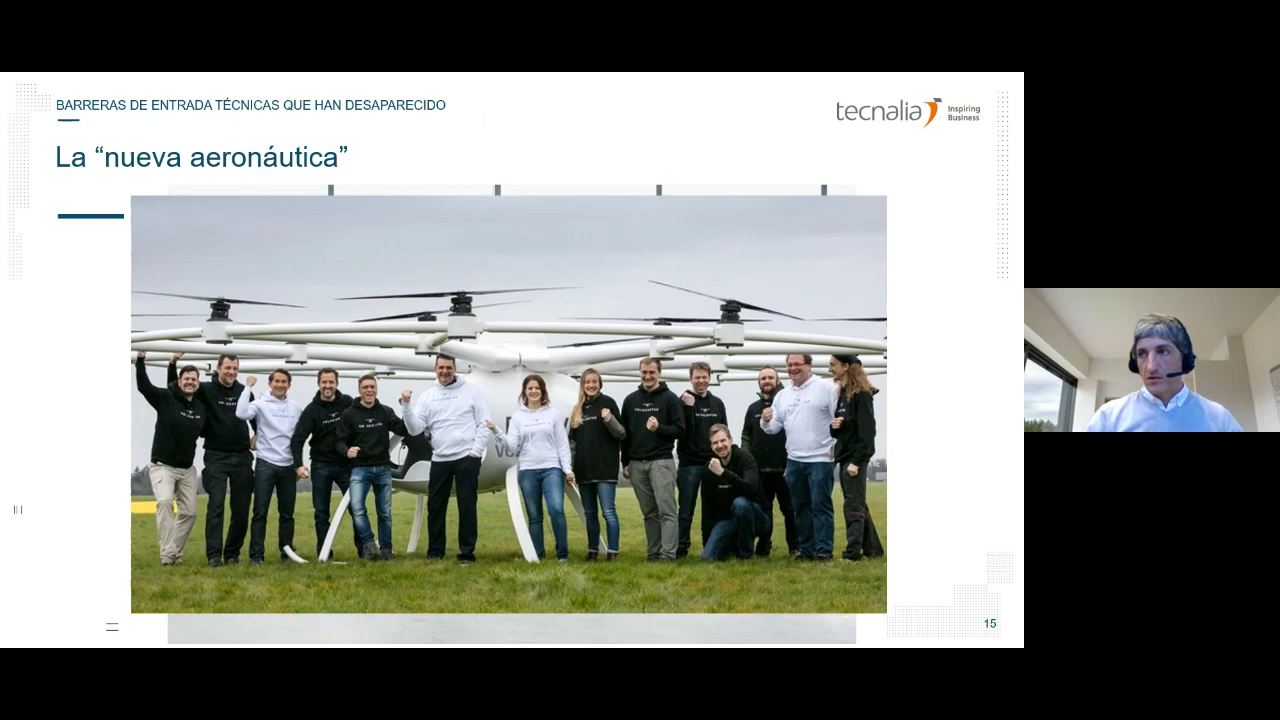 BARRERAS DE ENTRADA TÉCNICAS QUE HAN DESAPARECIDO
tecnalia Inspiring
Business
La “nueva aeronáutica”
15